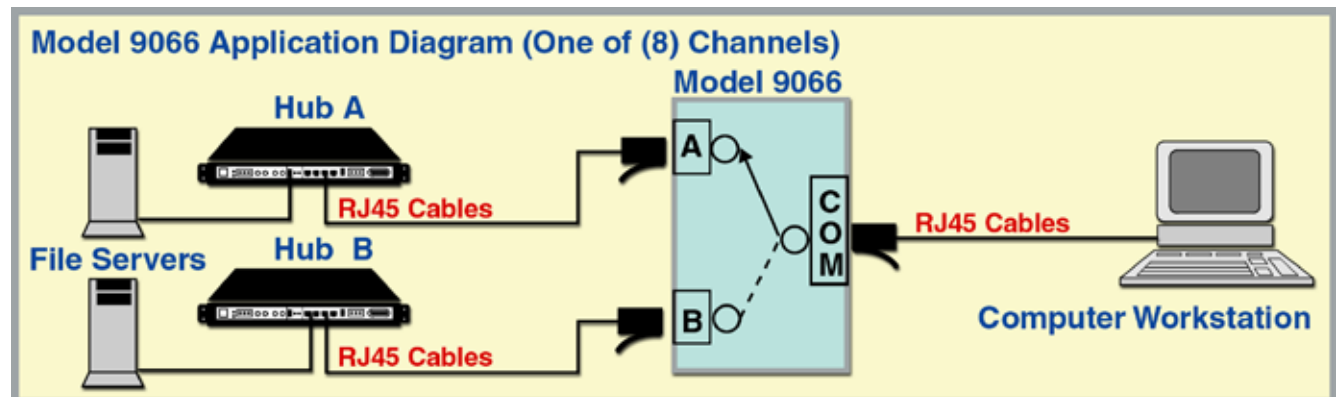 Model 9066 Application Diagram (One of (8) Channels)
Model 9066
Hub A
A
COM
RJ45 Cables
RJ45 Cables
File Servers
Hub B
B
RJ45 Cables
Computer Workstation